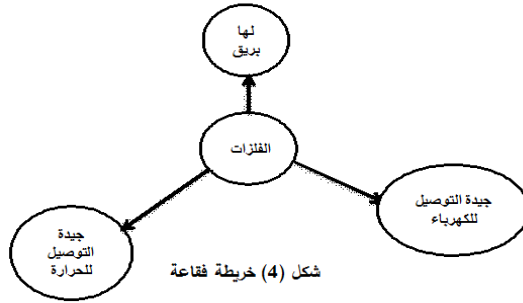 لها
بريق
الفلزات
جيدة التوصيل
للكهرباء
جيدة
التوصيل
للحرارة
شكل (4) خريطة فقاعة